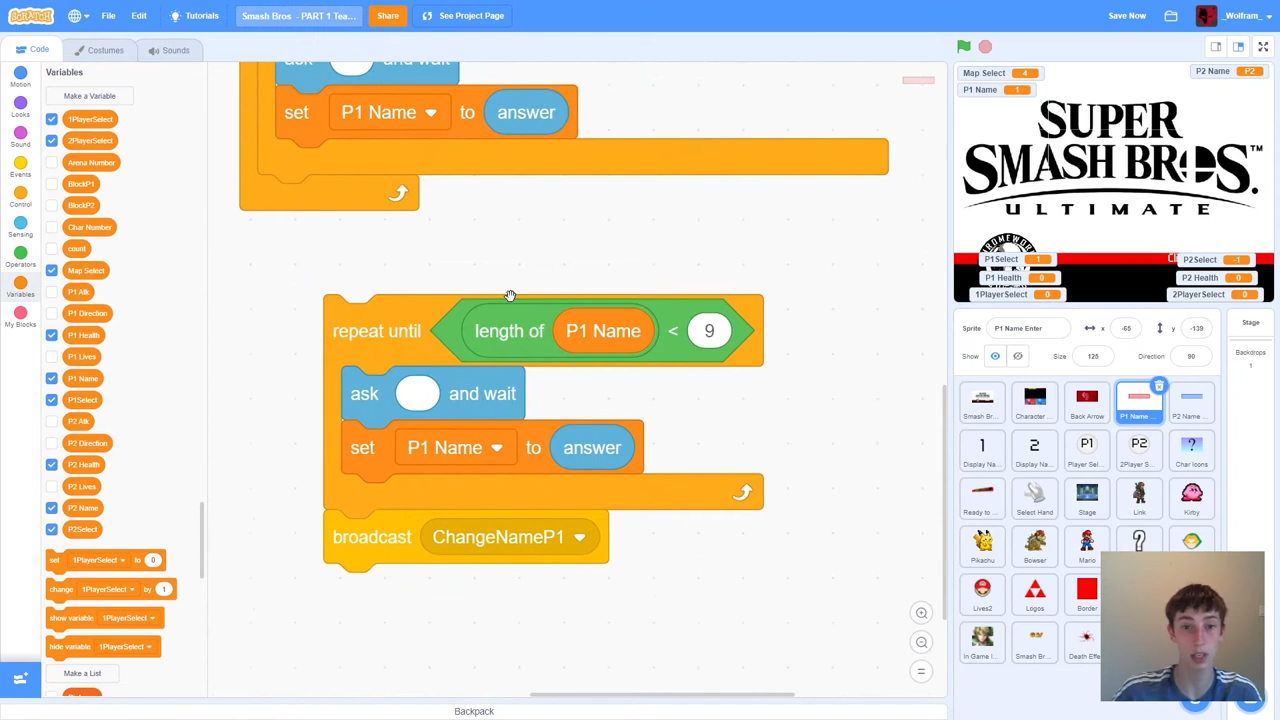 SCRATCH
File
Edit
Tutorials
Smash Bros - PART 1 Tea...
Share
See Project Page
Save Now
_Wolfram_
Code
Costumes
Sounds
Motion
Looks
Sound
Events
Control
Sensing
Operators
Variables
My Blocks
Variables
Make a Variable
1PlayerSelect
2PlayerSelect
Arena Number
BlockP1
BlockP2
Char Number
count
Map Select
P1 Atk
P1 Direction
P1 Health
P1 Lives
P1 Name
P1Select
P2 Atk
P2 Direction
P2 Health
P2 Lives
P2 Name
P2Select
set 1PlayerSelect to 0
change 1PlayerSelect by 1
show variable 1PlayerSelect
hide variable 1PlayerSelect
Make a List
ask and wait
set P1 Name to answer
repeat until length of P1 Name < 9
ask and wait
set P1 Name to answer
broadcast ChangeNameP1
Backpack
Map Select 4
P2 Name P2
P1 Name 1
SUPER
SMASH BROS.™
ULTIMATE
P1Select 1
P2Select -1
P1 Health 0
P2 Health 0
1PlayerSelect 0
2PlayerSelect 0
Sprite
P1 Name Enter
x -65
y -139
Show
Size 125
Direction 90
Stage
Backdrops
1
Smash Br...
Character ...
Back Arrow
P1 Name ...
P2 Name ...
1
2
P1
P2
?
Display Na...
Display Na...
Player Sel...
2Player S...
Char Icons
Ready to ...
Select Hand
Stage
Link
Kirby
Pikachu
Bowser
Mario
?
Lives2
Logos
Border
In Game I...
Smash Br...
Death Effe...